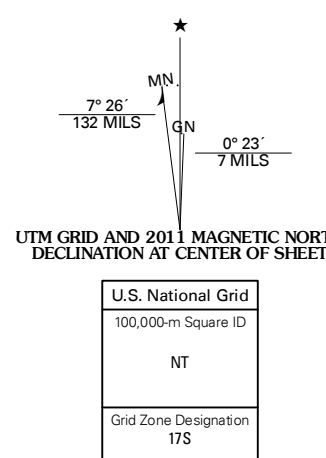 MN
7° 26´
132 MILS
GN
0° 23´
7 MILS
UTM GRID AND 2011 MAGNETIC NORT
DECLINATION AT CENTER OF SHEET
U.S. National Grid
100,000-m Square ID
NT
Grid Zone Designation
17S